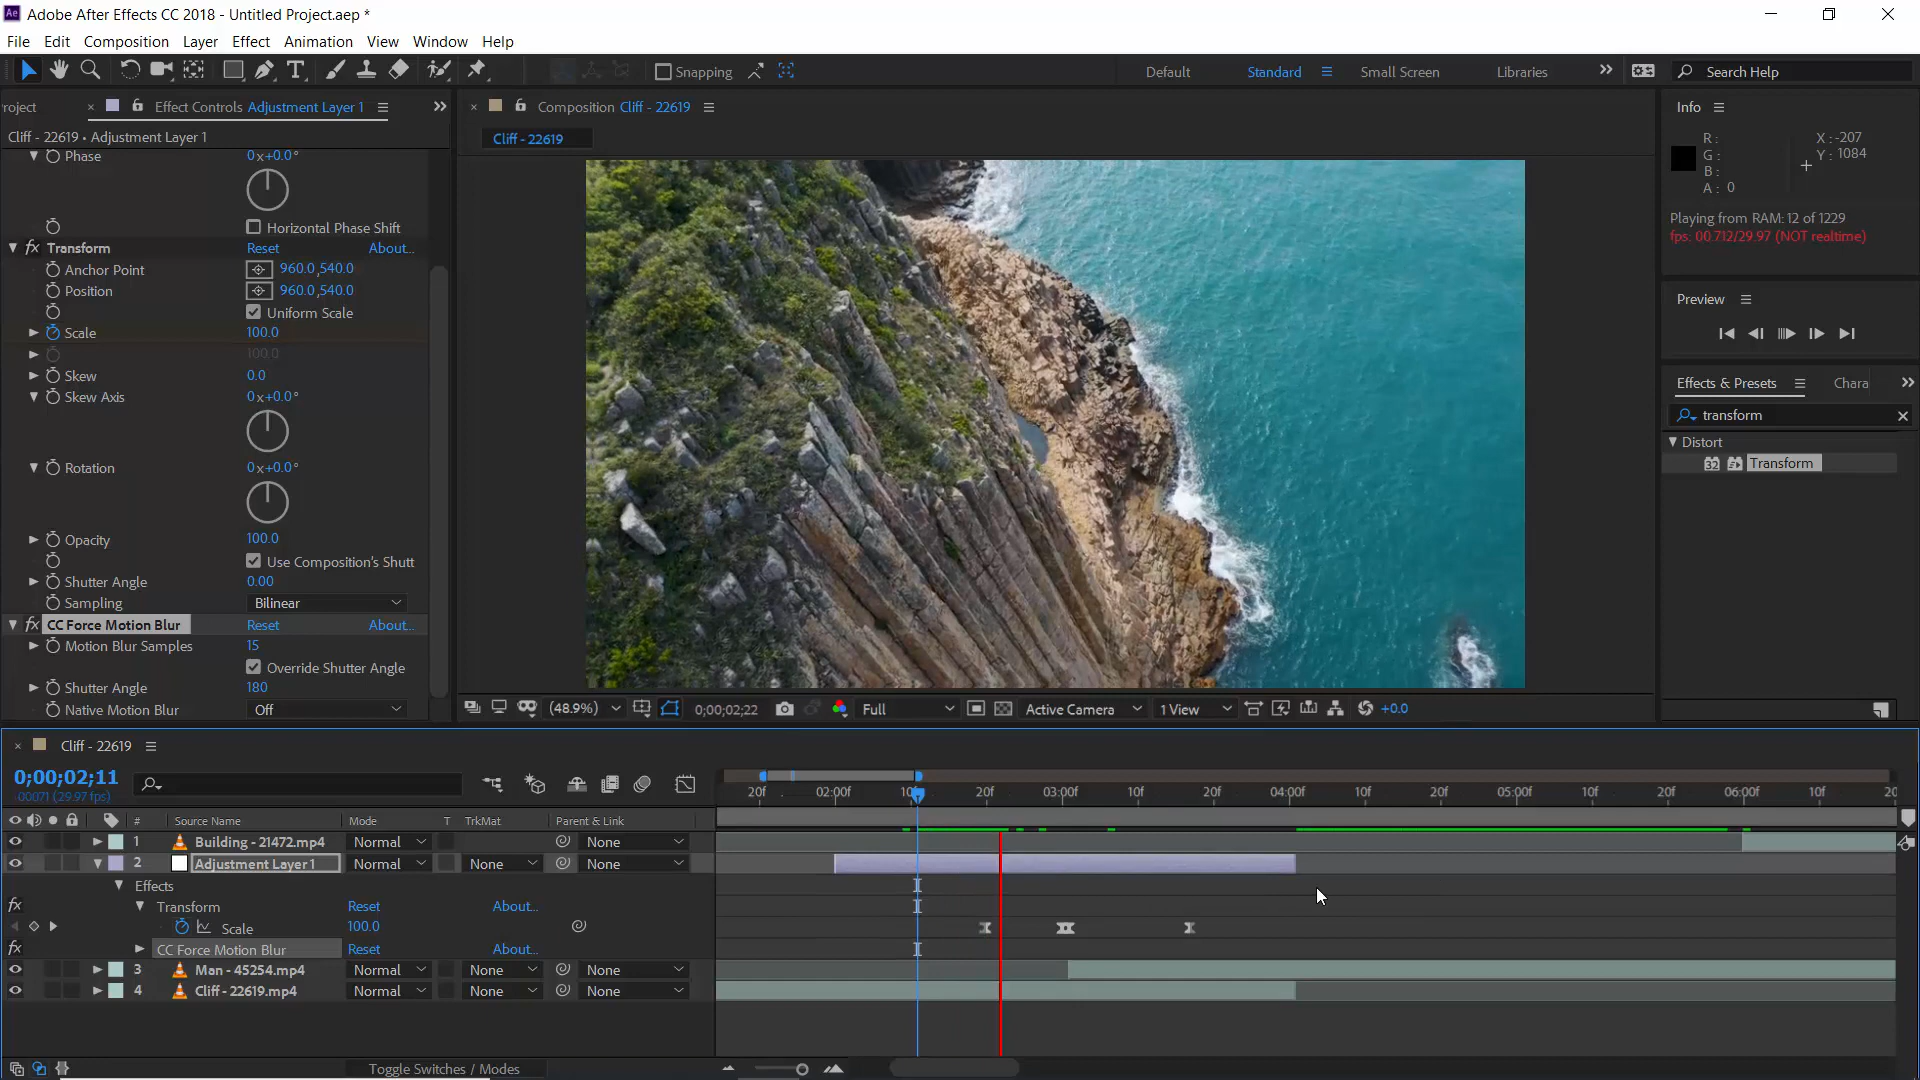 Ae Adobe After Effects CC 2018 - Untitled Project.aep *
File Edit Composition Layer Effect Animation View Window Help
Snapping Default Standard Small Screen Libraries Search Help
roject Effect Controls Adjustment Layer 1
Composition Cliff - 22619
Info
Cliff - 22619 • Adjustment Layer 1
Cliff - 22619
R :
G :
B :
A : 0
X : -207
Y : 1084
Playing from RAM: 12 of 1229
fps: 00.712/29.97 (NOT realtime)
Preview
Effects & Presets Chara
transform
Distort
32 Transform
Phase 0x+0.0°
Horizontal Phase Shift
fx Transform Reset About...
Anchor Point 960.0,540.0
Position 960.0,540.0
Uniform Scale
Scale 100.0
100.0
Skew 0.0
Skew Axis 0x+0.0°
Rotation 0x+0.0°
Opacity 100.0
Use Composition's Shutt
Shutter Angle 0.00
Sampling Bilinear
fx CC Force Motion Blur Reset About...
Motion Blur Samples 15
Override Shutter Angle
Shutter Angle 180
Native Motion Blur Off
(48.9%) 0;00;02;22 Full Active Camera 1 View +0.0
Cliff - 22619
0;00;02;11
00071 (29.97 fps)
20f 02:00f 10f 20f 03:00f 10f 20f 04:00f 10f 20f 05:00f 10f 20f 06:00f 10f 20
# Source Name Mode T TrkMat Parent & Link
1 Building - 21472.mp4 Normal None
2 Adjustment Layer 1 Normal None None
Effects
fx Transform Reset About...
Scale 100.0
fx CC Force Motion Blur Reset About...
3 Man - 45254.mp4 Normal None None
4 Cliff - 22619.mp4 Normal None None
Toggle Switches / Modes